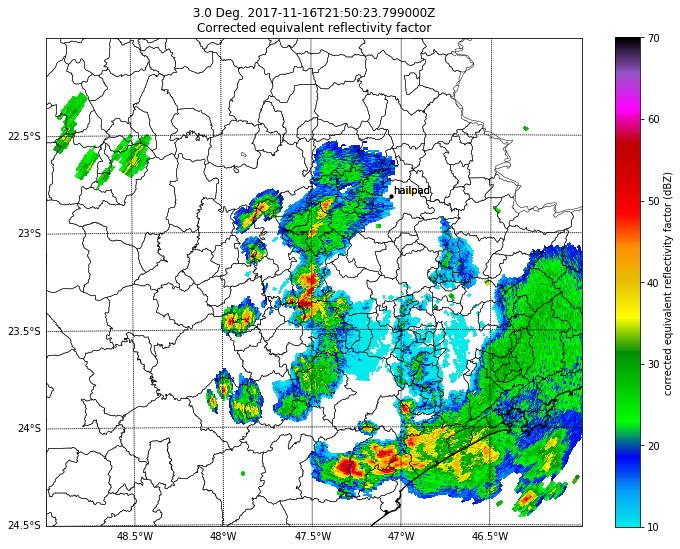 3.0 Deg. 2017-11-16T21:50:23.799000Z
Corrected equivalent reflectivity factor
70
60
50
40
30
20
10
corrected equivalent reflectivity factor (dBZ)
hailpad
22.5°S
23°S
23.5°S
24°S
24.5°S
48.5°W
48°W
47.5°W
47°W
46.5°W